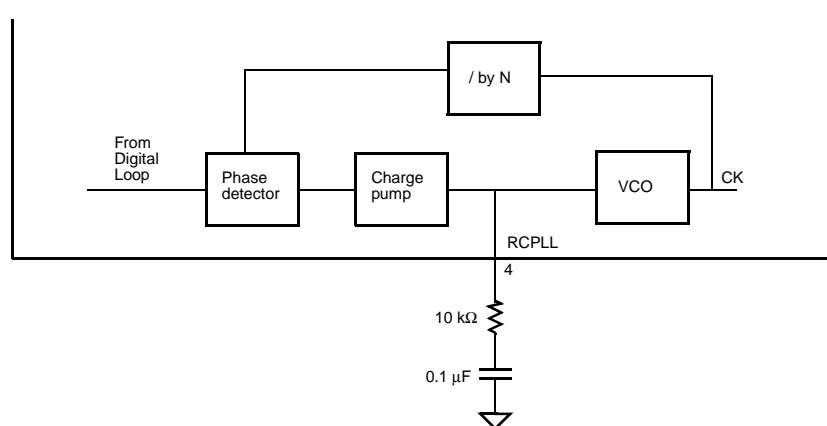 / by N
From
Digital
Loop
Phase
detector
Charge
pump
VCO
CK
RCPLL
4
10 kΩ
0.1 μF